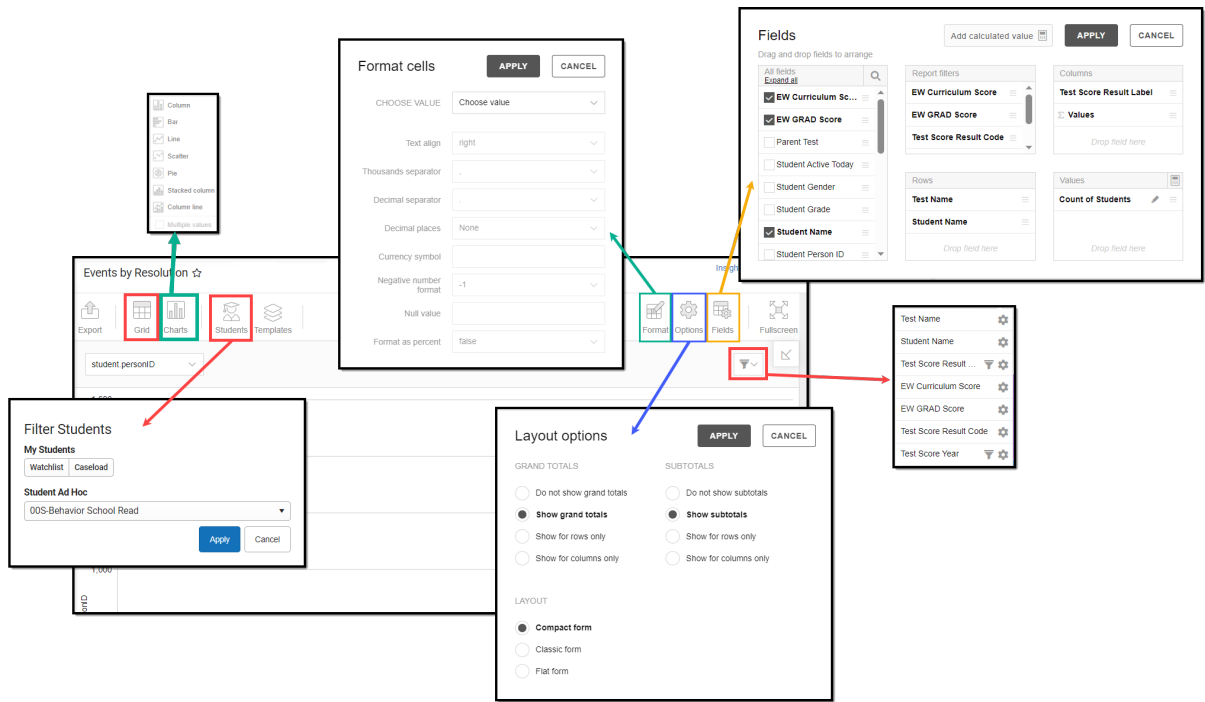 Column
Bar
Line
Scatter
Pie
Stacked column
Column line
Multiple values
Format cells
APPLY
CANCEL
CHOOSE VALUE
Choose value
Text align
right
Thousands separator
,
Decimal separator
.
Decimal places
None
Currency symbol
Negative number
format
-1
Null value
Format as percent
false
Fields
Add calculated value
APPLY
CANCEL
Drag and drop fields to arrange
All fields
Expand all
EW Curriculum Sc...
EW GRAD Score
Parent Test
Student Active Today
Student Gender
Student Grade
Student Name
Student Person ID
Report filters
EW Curriculum Score
EW GRAD Score
Test Score Result Code
Columns
Test Score Result Label
Σ Values
Drop field here
Rows
Test Name
Student Name
Drop field here
Values
Count of Students
Drop field here
Events by Resolution
Insigh
Export
Grid
Charts
Students
Templates
Format
Options
Fields
Fullscreen
student.personID
1,500
1,000
onID
Filter Students
My Students
Watchlist
Caseload
Student Ad Hoc
00S-Behavior School Read
Apply
Cancel
Layout options
APPLY
CANCEL
GRAND TOTALS
Do not show grand totals
Show grand totals
Show for rows only
Show for columns only
SUBTOTALS
Do not show subtotals
Show subtotals
Show for rows only
Show for columns only
LAYOUT
Compact form
Classic form
Flat form
Test Name
Student Name
Test Score Result ...
EW Curriculum Score
EW GRAD Score
Test Score Result Code
Test Score Year